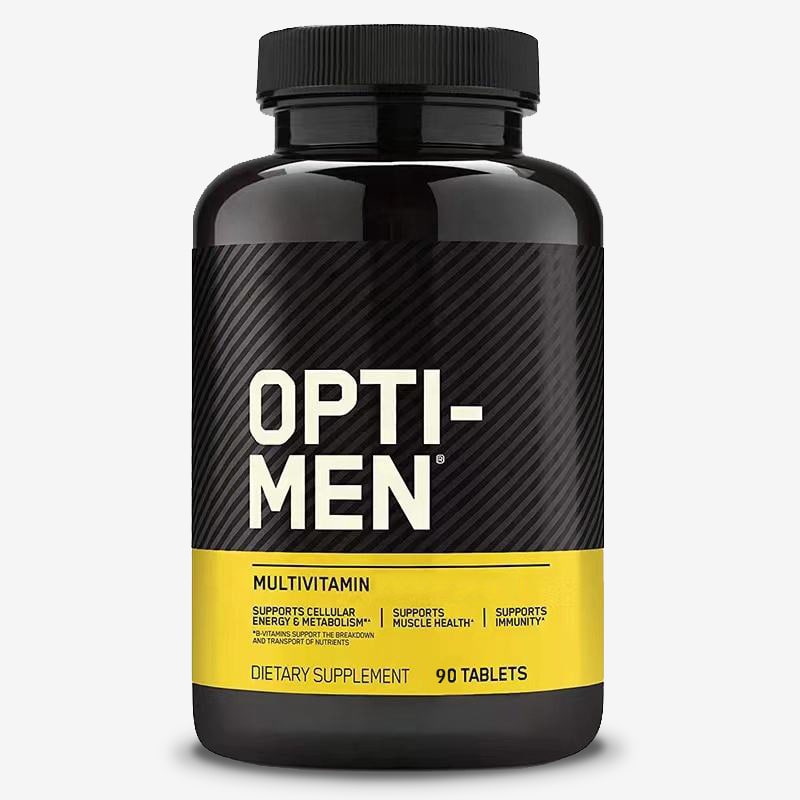 OPTI-
MEN®
MULTIVITAMIN
SUPPORTS CELLULAR
ENERGY & METABOLISM*^
SUPPORTS
MUSCLE HEALTH^
SUPPORTS
IMMUNITY^
*B-VITAMINS SUPPORT THE BREAKDOWN
AND TRANSPORT OF NUTRIENTS
DIETARY SUPPLEMENT 90 TABLETS